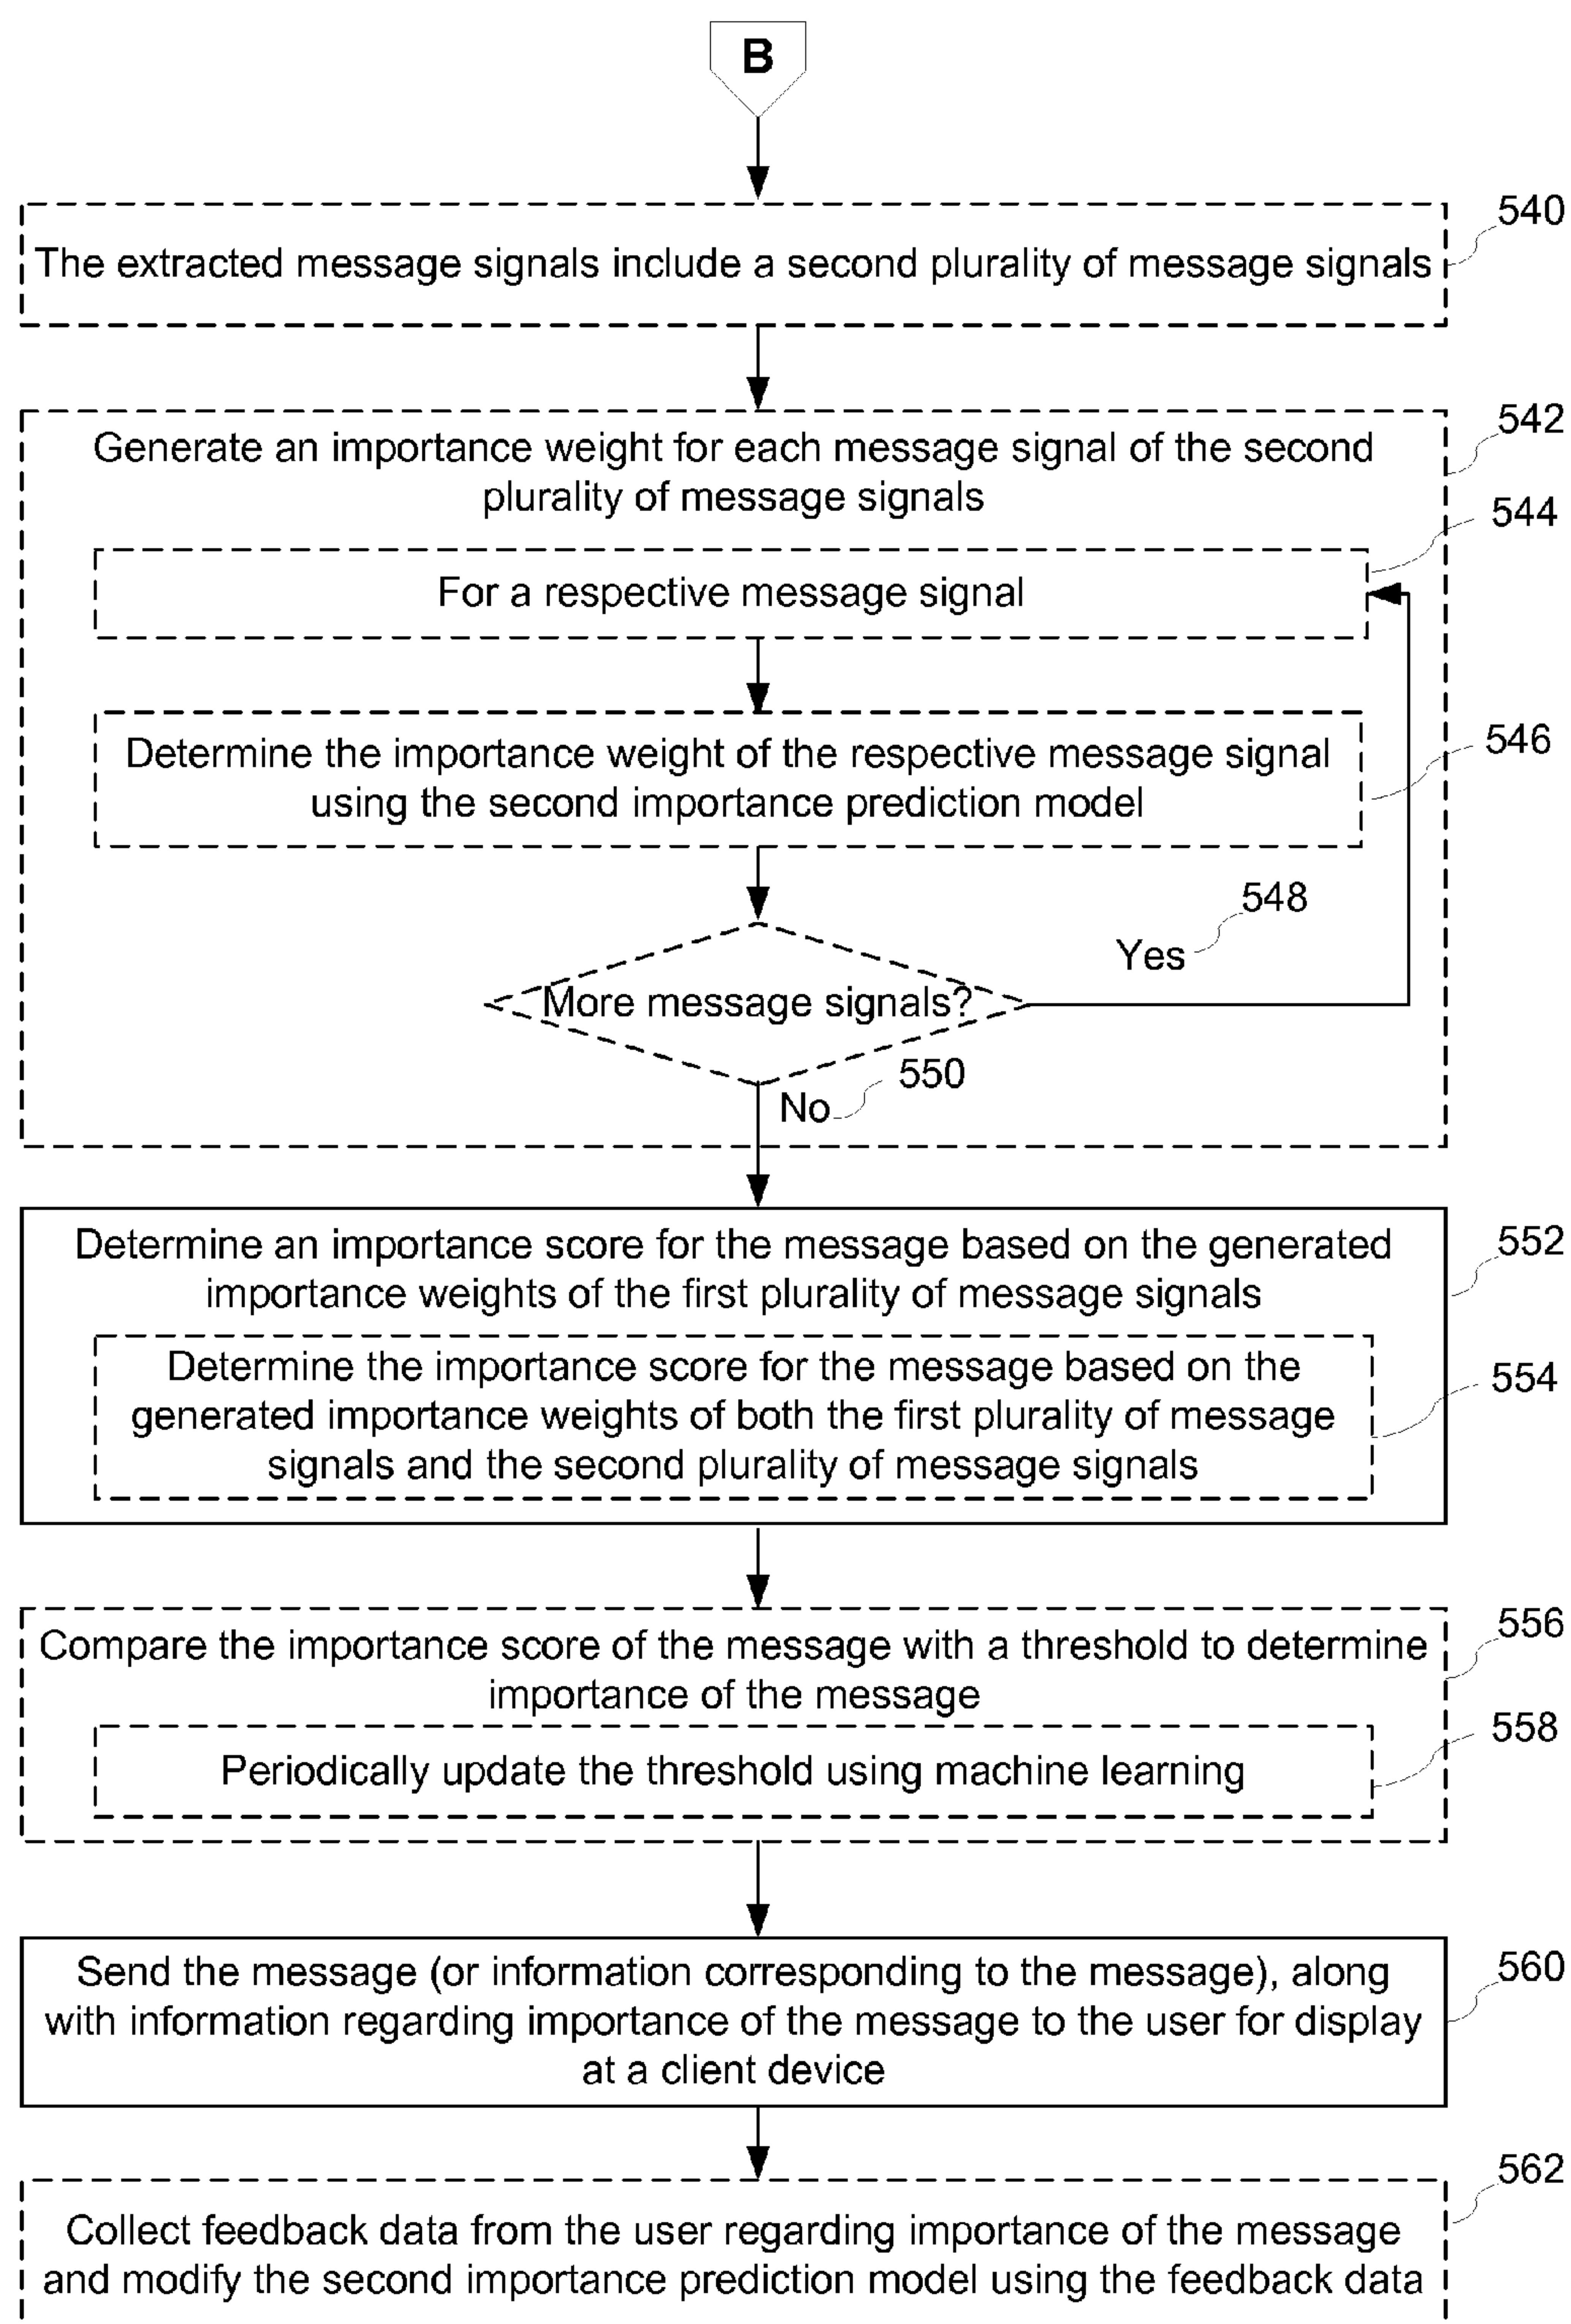 B
540
The extracted message signals include a second plurality of message signals
542
Generate an importance weight for each message signal of the second
plurality of message signals
544
For a respective message signal
546
Determine the importance weight of the respective message signal
using the second importance prediction model
548
Yes
More message signals?
550
No
552
Determine an importance score for the message based on the generated
importance weights of the first plurality of message signals
554
Determine the importance score for the message based on the
generated importance weights of both the first plurality of message
signals and the second plurality of message signals
556
Compare the importance score of the message with a threshold to determine
importance of the message
558
Periodically update the threshold using machine learning
560
Send the message (or information corresponding to the message), along
with information regarding importance of the message to the user for display
at a client device
562
Collect feedback data from the user regarding importance of the message
and modify the second importance prediction model using the feedback data